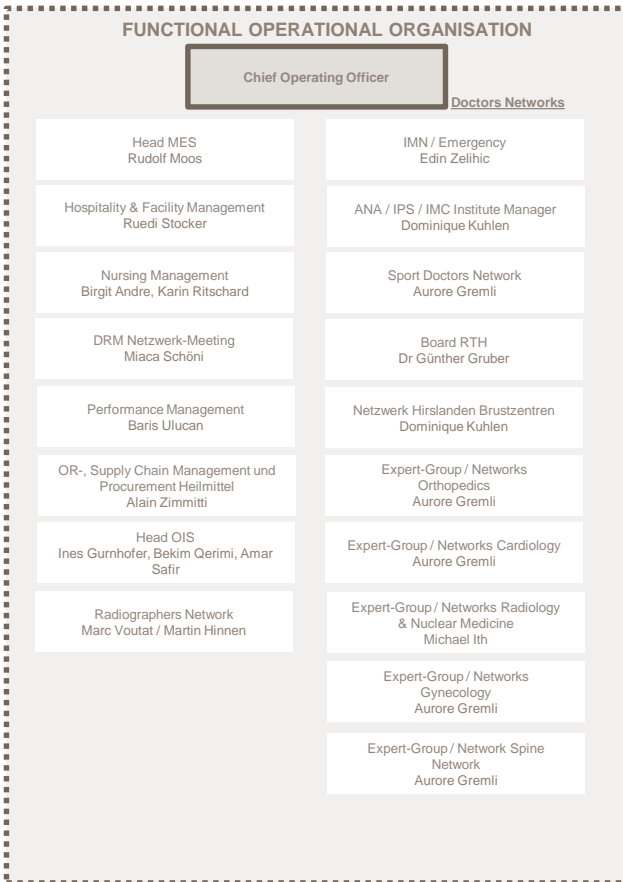 FUNCTIONAL OPERATIONAL ORGANISATION
Chief Operating Officer
Doctors Networks
Head MES
Rudolf Moos
Hospitality & Facility Management
Ruedi Stocker
Nursing Management
Birgit Andre, Karin Ritschard
DRM Netzwerk-Meeting
Miaca Schöni
Performance Management
Baris Ulucan
OR-, Supply Chain Management und
Procurement Heilmittel
Alain Zimmitti
Head OIS
Ines Gurnhofer, Bekim Qerimi, Amar
Safir
Radiographers Network
Marc Voutat / Martin Hinnen
IMN / Emergency
Edin Zelihic
ANA / IPS / IMC Institute Manager
Dominique Kuhlen
Sport Doctors Network
Aurore Gremli
Board RTH
Dr Günther Gruber
Netzwerk Hirslanden Brustzentren
Dominique Kuhlen
Expert-Group / Networks
Orthopedics
Aurore Gremli
Expert-Group / Networks Cardiology
Aurore Gremli
Expert-Group / Networks Radiology
& Nuclear Medicine
Michael Ith
Expert-Group / Networks
Gynecology
Aurore Gremli
Expert-Group / Network Spine
Network
Aurore Gremli